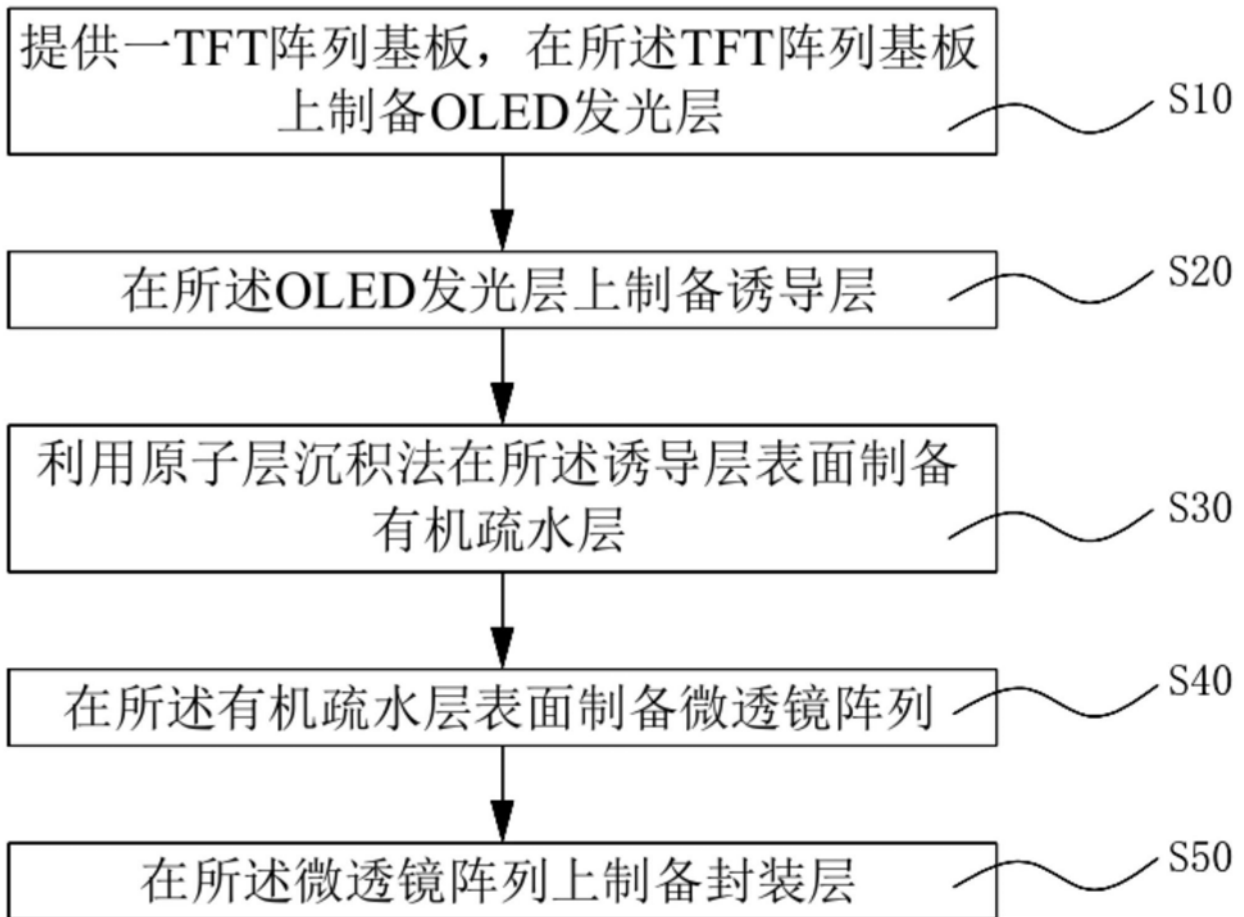 提供一TFT阵列基板，在所述TFT阵列基板
上制备OLED发光层
S10
在所述OLED发光层上制备诱导层
S20
利用原子层沉积法在所述诱导层表面制备
有机疏水层
S30
在所述有机疏水层表面制备微透镜阵列
S40
在所述微透镜阵列上制备封装层
S50